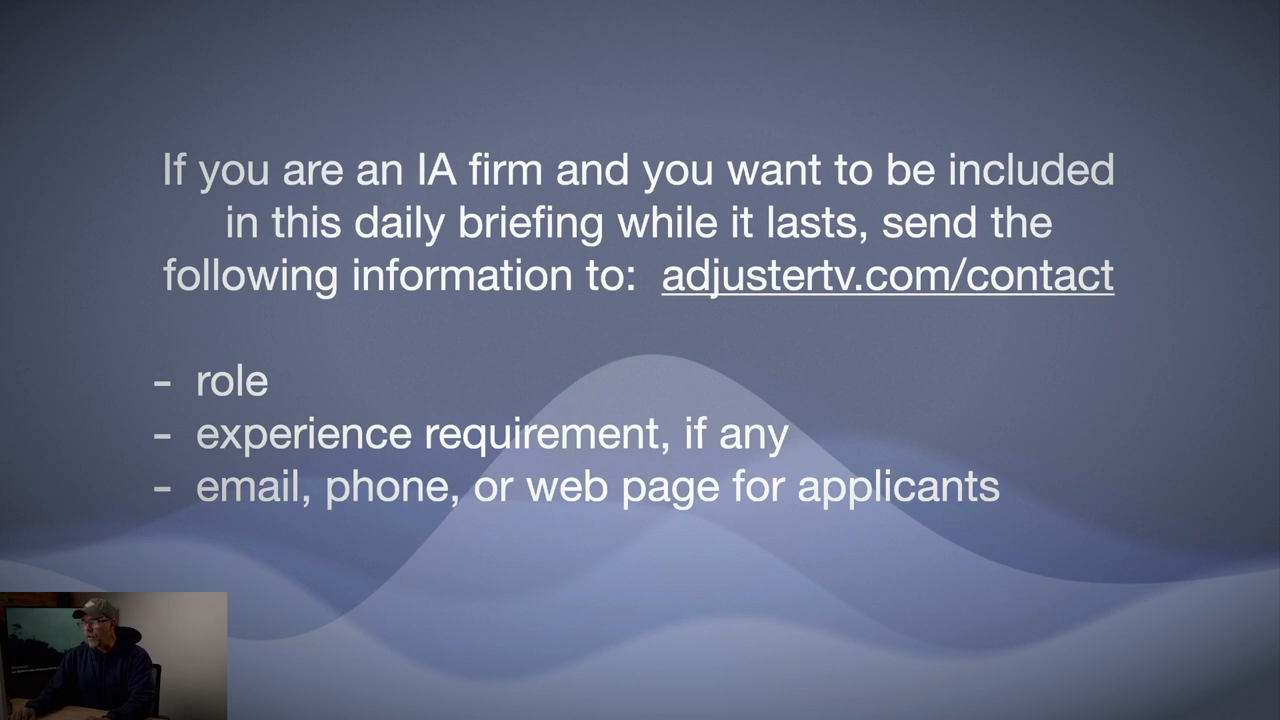 If you are an IA firm and you want to be included
in this daily briefing while it lasts, send the
following information to: adjustertv.com/contact
- role
- experience requirement, if any
- email, phone, or web page for applicants